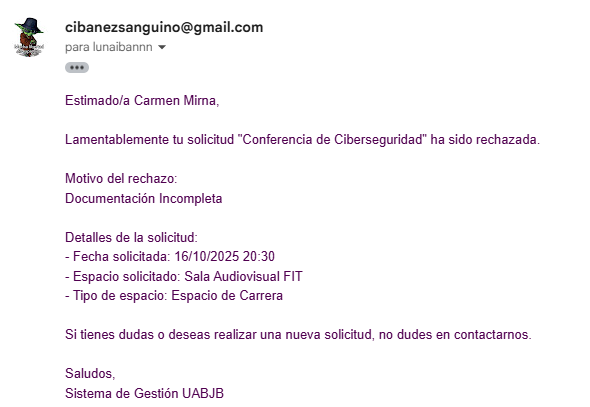 cibanezsanguino@gmail.com
para lunaibannn
Estimado/a Carmen Mirna,
Lamentablemente tu solicitud "Conferencia de Ciberseguridad" ha sido rechazada.
Motivo del rechazo:
Documentación Incompleta
Detalles de la solicitud:
- Fecha solicitada: 16/10/2025 20:30
- Espacio solicitado: Sala Audiovisual FIT
- Tipo de espacio: Espacio de Carrera
Si tienes dudas o deseas realizar una nueva solicitud, no dudes en contactarnos.
Saludos,
Sistema de Gestión UABJB